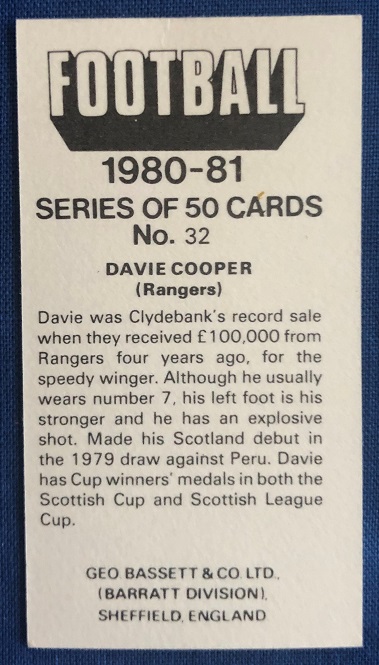 FOOTBALL
1980-81
SERIES OF 50 CARDS
No. 32
DAVIE COOPER
(Rangers)
Davie was Clydebank's record sale
when they received £100,000 from
Rangers four years ago, for the
speedy winger. Although he usually
wears number 7, his left foot is his
stronger and he has an explosive
shot. Made his Scotland debut in
the 1979 draw against Peru. Davie
has Cup winners' medals in both the
Scottish Cup and Scottish League
Cup.
GEO. BASSETT & CO. LTD.,
(BARRATT DIVISION),
SHEFFIELD, ENGLAND